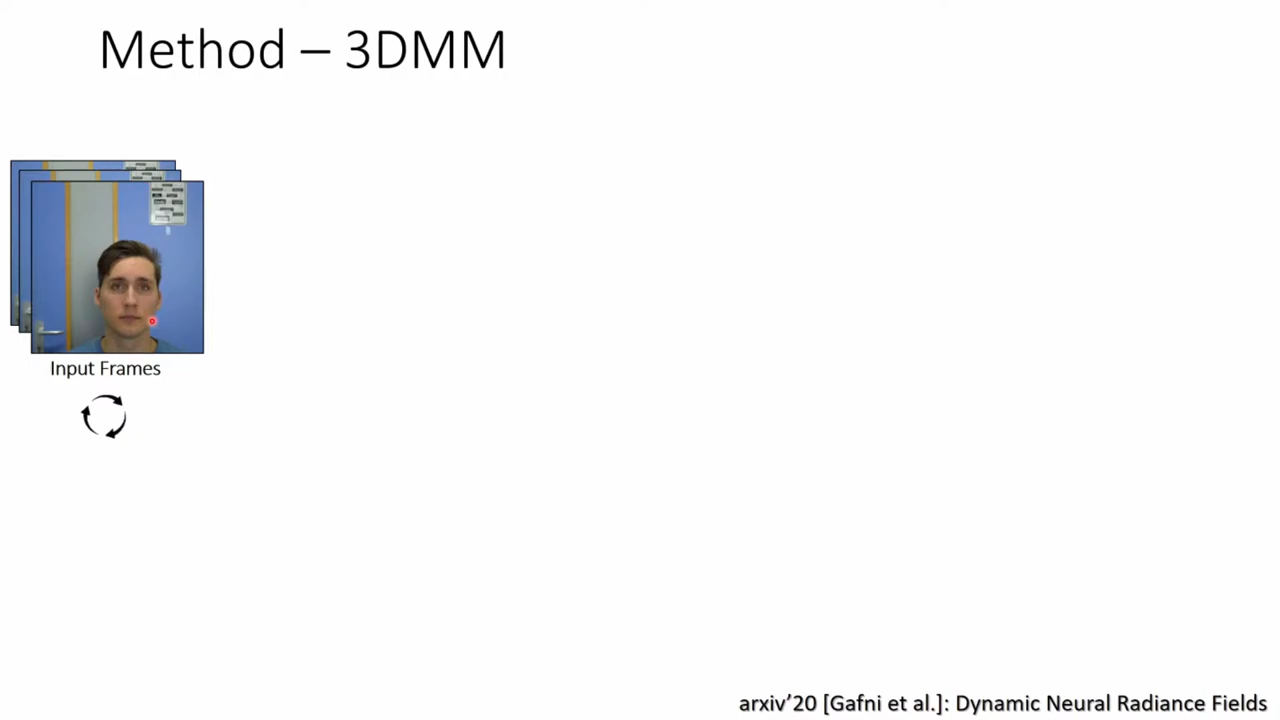 Method – 3DMM
Input Frames
arxiv’20 [Gafni et al.]: Dynamic Neural Radiance Fields